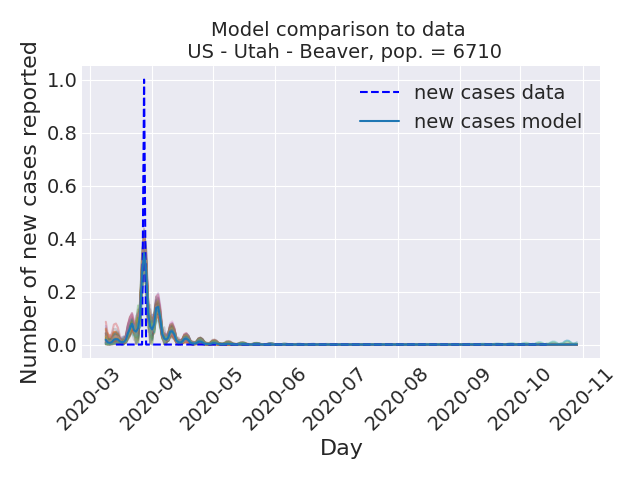 Model comparison to data
US - Utah - Beaver, pop. = 6710
Number of new cases reported
1.0
0.8
0.6
0.4
0.2
0.0
new cases data
new cases model
2020-03
2020-04
2020-05
2020-06
2020-07
2020-08
2020-09
2020-10
2020-11
Day